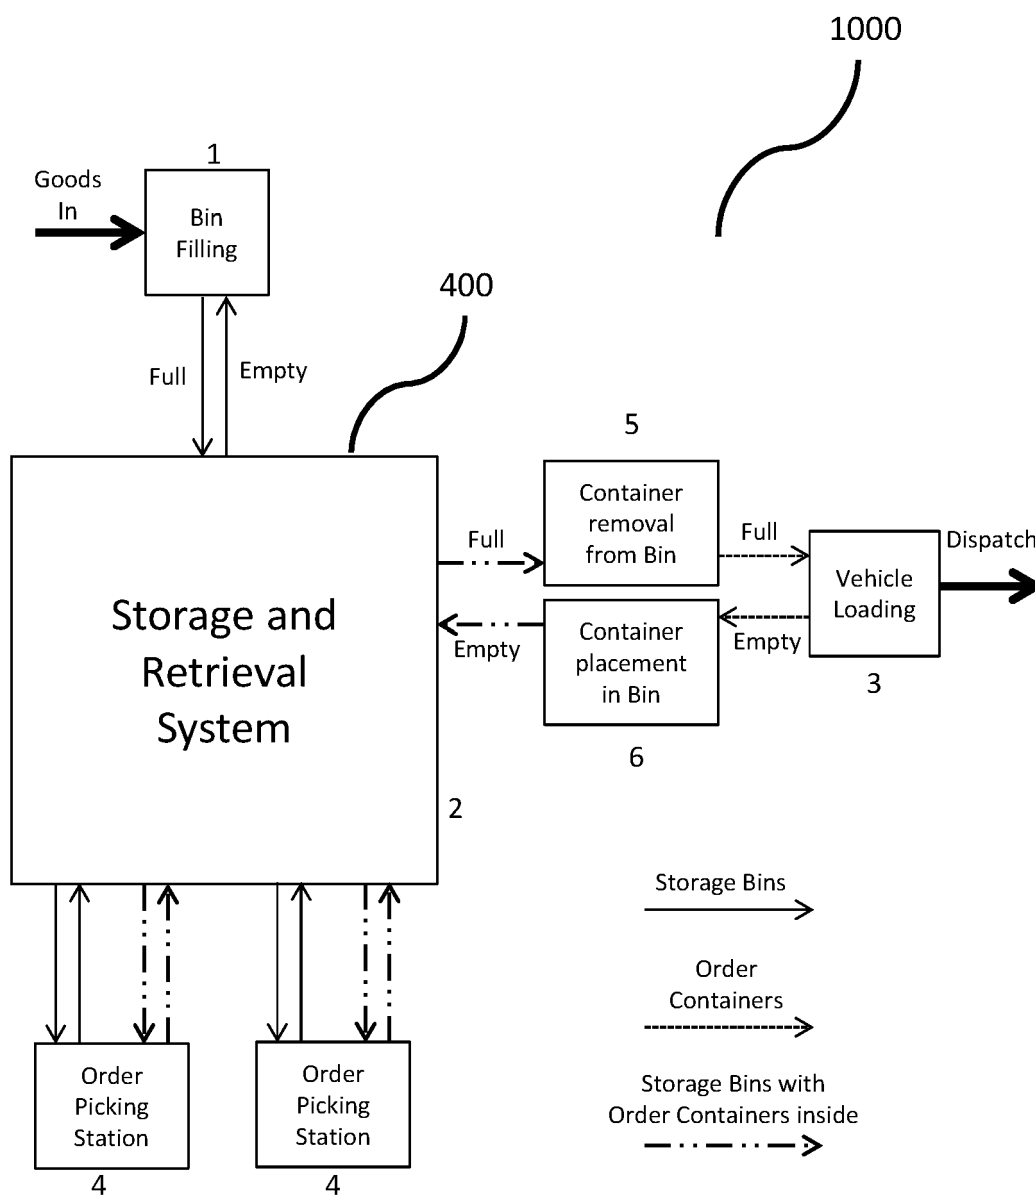 1000
1
Goods
In
Bin
Filling
400
Full
Empty
5
Container
removal
from Bin
Full
Full
Dispatch
Vehicle
Loading
Storage and
Retrieval
System
Empty
Container
placement
in Bin
Empty
3
6
2
Storage Bins
Order
Containers
Storage Bins with
Order Containers inside
Order
Picking
Station
4
Order
Picking
Station
4